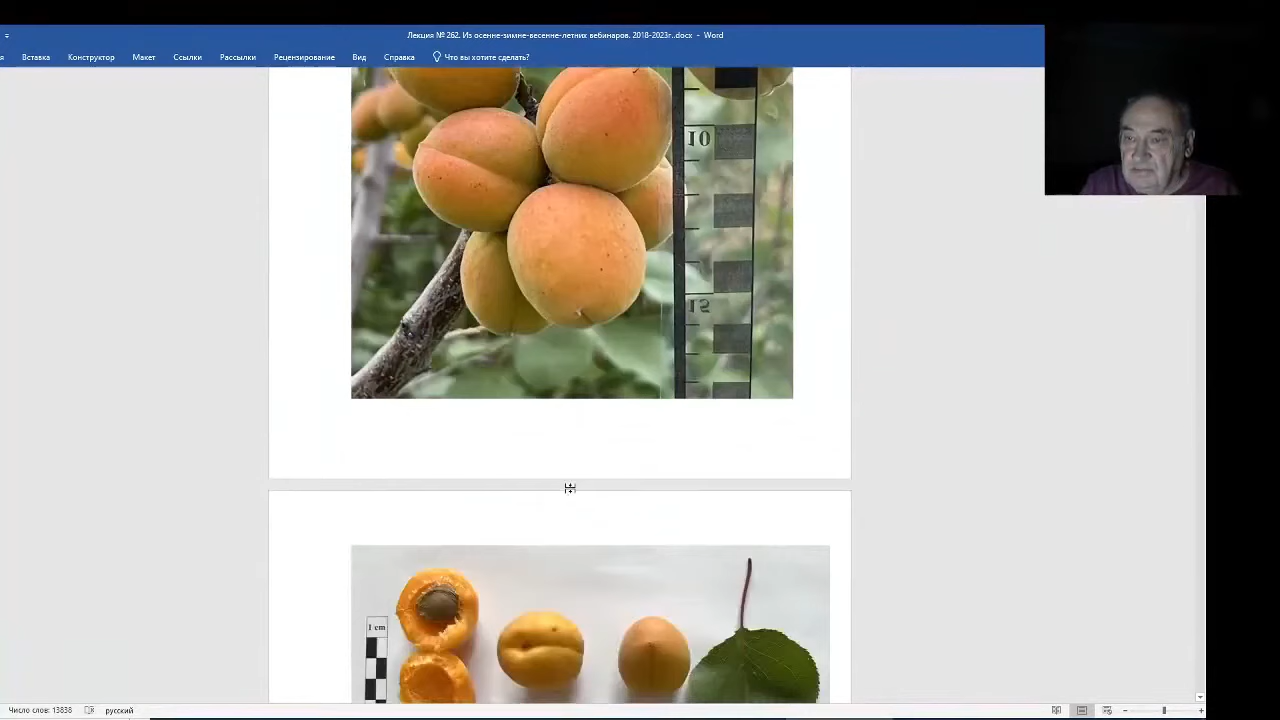 Лекция № 262. Из осенне-зимне-весенне-летних вебинаров. 2018-2023г..docx - Word
я Вставка Конструктор Макет Ссылки Рассылки Рецензирование Вид Справка Что вы хотите сделать?
10
15
1 cm
Число слов: 13838 русский